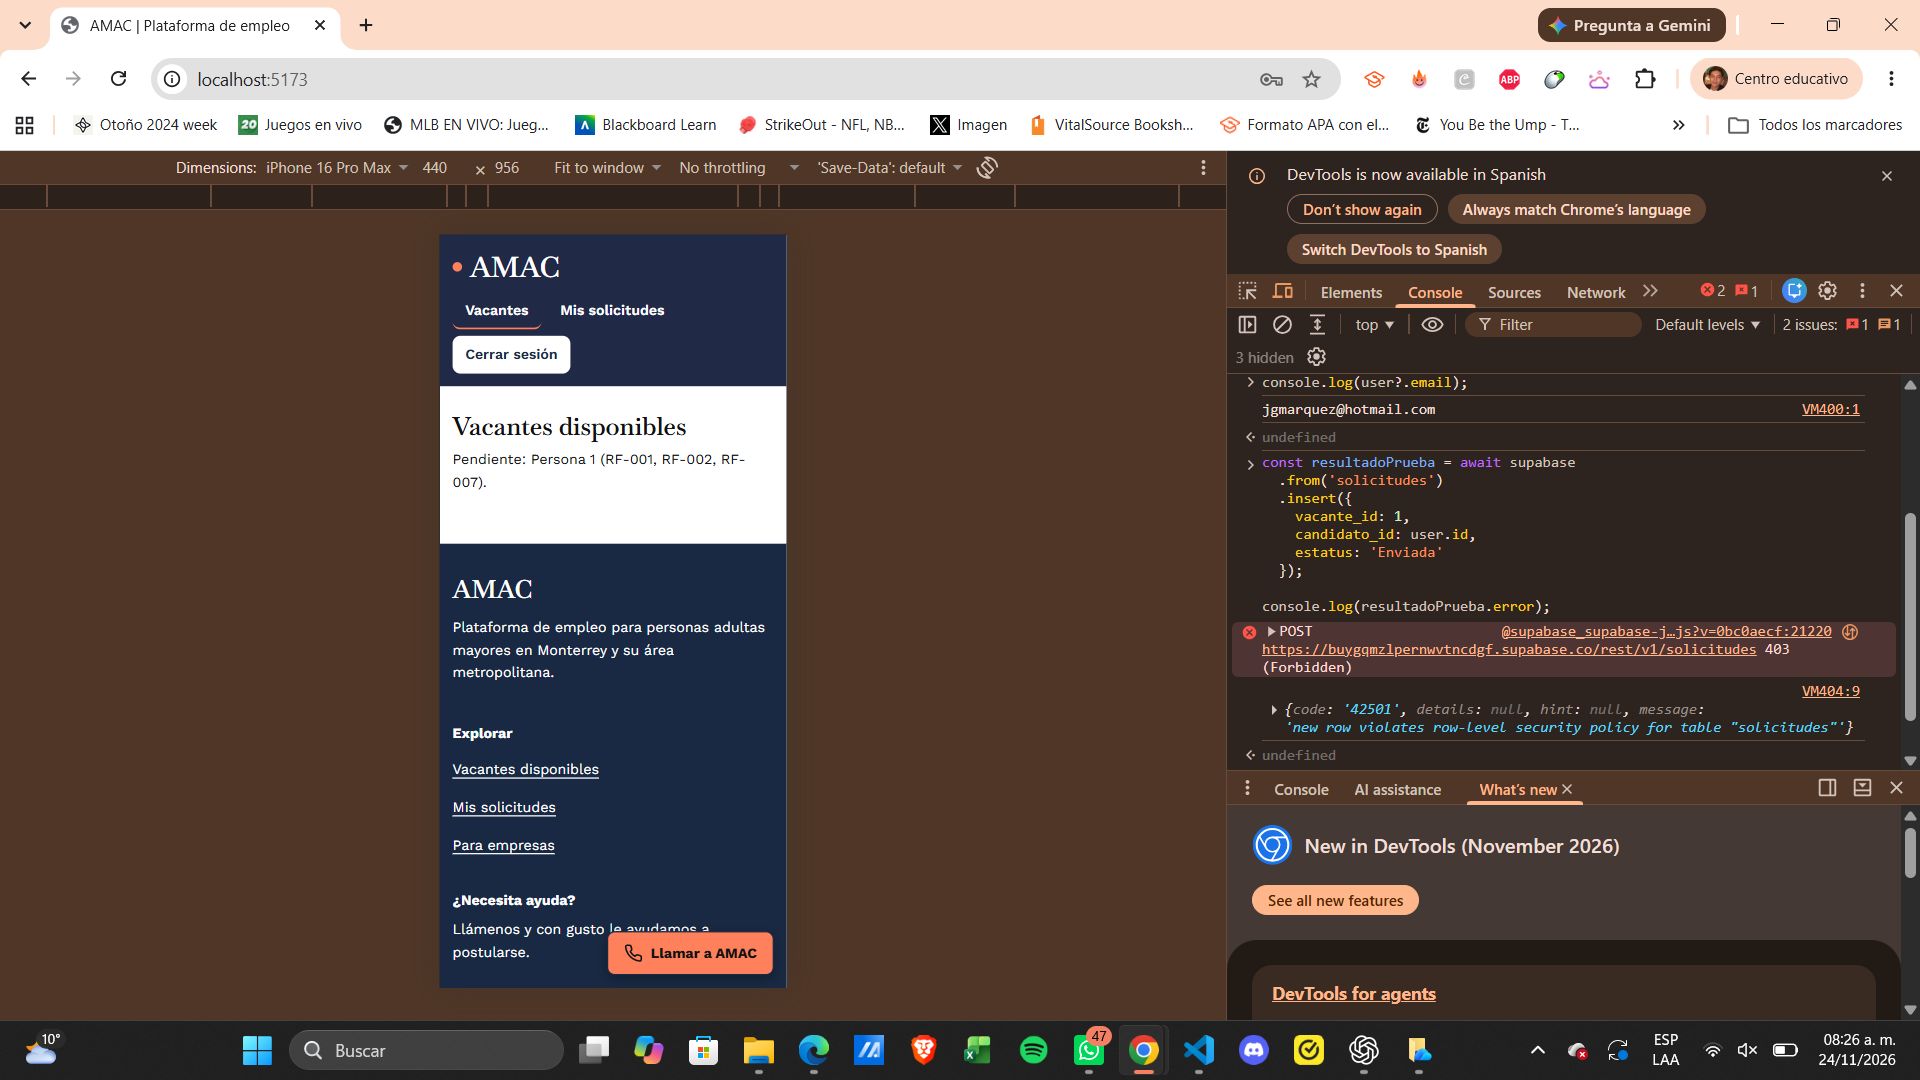 AMAC | Plataforma de empleo
Pregunta a Gemini
localhost:5173
ABP
Centro educativo
Otoño 2024 week
20
Juegos en vivo
MLB EN VIVO: Jueg...
Blackboard Learn
StrikeOut - NFL, NB...
Imagen
VitalSource Booksh...
Formato APA con el...
You Be the Ump - T...
Todos los marcadores
Dimensions: iPhone 16 Pro Max 440 × 956 Fit to window No throttling 'Save-Data': default
AMAC
Vacantes
Mis solicitudes
Cerrar sesión
Vacantes disponibles
Pendiente: Persona 1 (RF-001, RF-002, RF-
007).
AMAC
Plataforma de empleo para personas adultas
mayores en Monterrey y su área
metropolitana.
Explorar
Vacantes disponibles
Mis solicitudes
Para empresas
¿Necesita ayuda?
Llámenos y con gusto le ayudamos a
postularse.
Llamar a AMAC
DevTools is now available in Spanish
Don't show again
Always match Chrome's language
Switch DevTools to Spanish
Elements
Console
Sources
Network
2
1
top
Filter
Default levels
2 issues: 1 1
3 hidden
console.log(user?.email);
jgmarquez@hotmail.com VM400:1
undefined
const resultadoPrueba = await supabase
.from('solicitudes')
.insert({
vacante_id: 1,
candidato_id: user.id,
estatus: 'Enviada'
});
console.log(resultadoPrueba.error);
POST @supabase_supabase-j…js?v=0bc0aecf:21220
https://buygqmzlpernwvtncdgf.supabase.co/rest/v1/solicitudes 403
(Forbidden)
VM404:9
{code: '42501', details: null, hint: null, message:
'new row violates row-level security policy for table "solicitudes"'}
undefined
Console
AI assistance
What's new
New in DevTools (November 2026)
See all new features
DevTools for agents
10°
Buscar
47
ESP
LAA
08:26 a. m.
24/11/2026